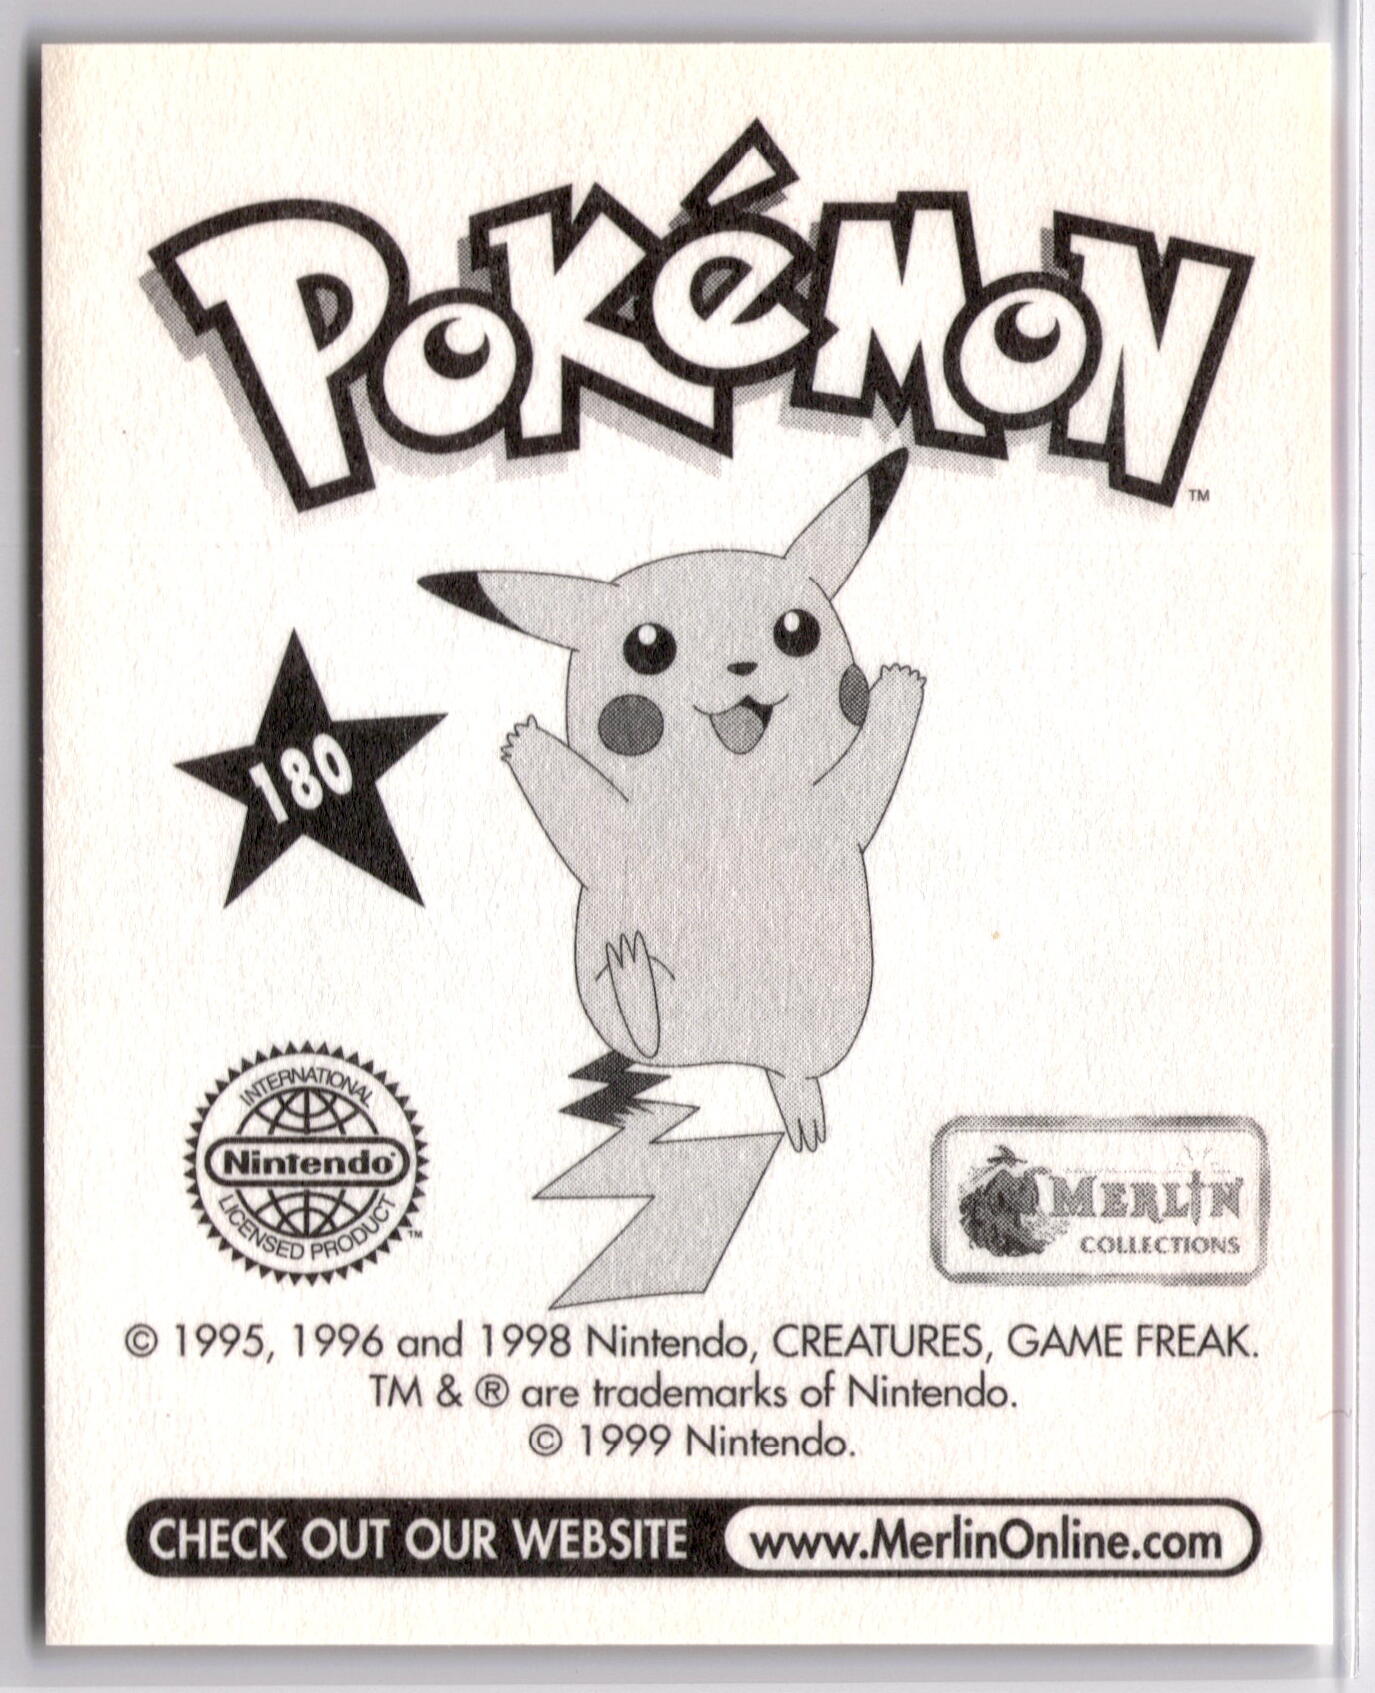 POKéMON
TM
180
INTERNATIONAL
Nintendo®
LICENSED PRODUCT
TM
MERLIN
COLLECTIONS
© 1995, 1996 and 1998 Nintendo, CREATURES, GAME FREAK.
TM & ® are trademarks of Nintendo.
© 1999 Nintendo.
CHECK OUT OUR WEBSITE www.MerlinOnline.com